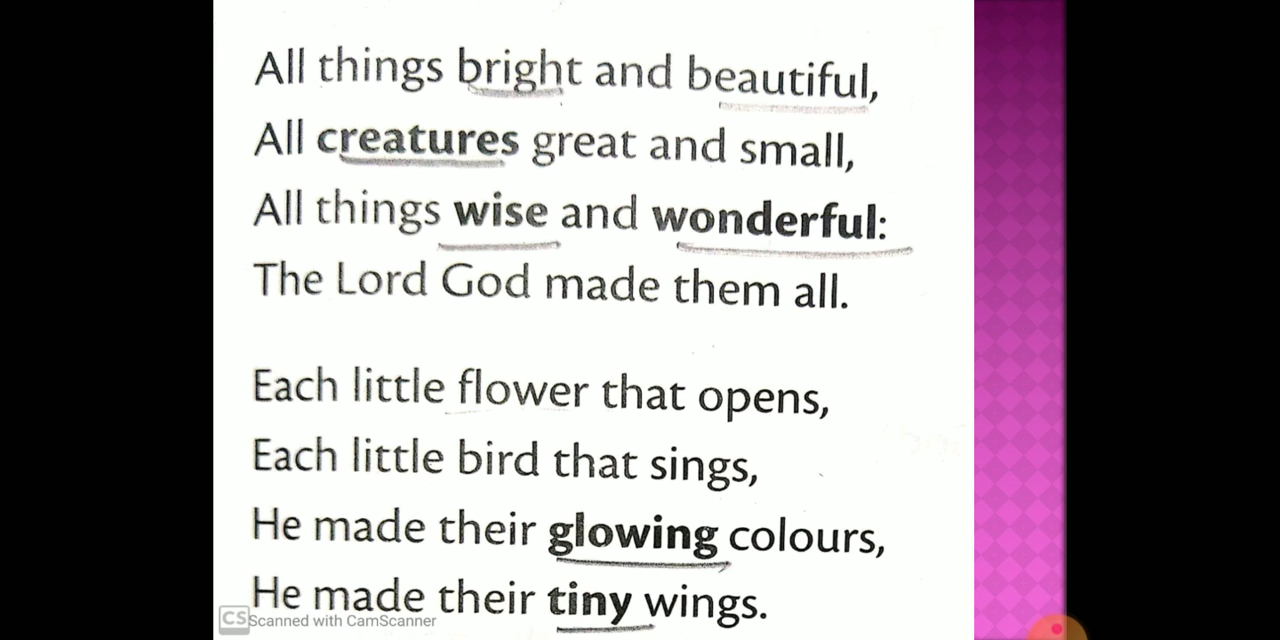 All things bright and beautiful,
All creatures great and small,
All things wise and wonderful:
The Lord God made them all.
Each little flower that opens,
Each little bird that sings,
He made their glowing colours,
He made their tiny wings.
CS Scanned with CamScanner